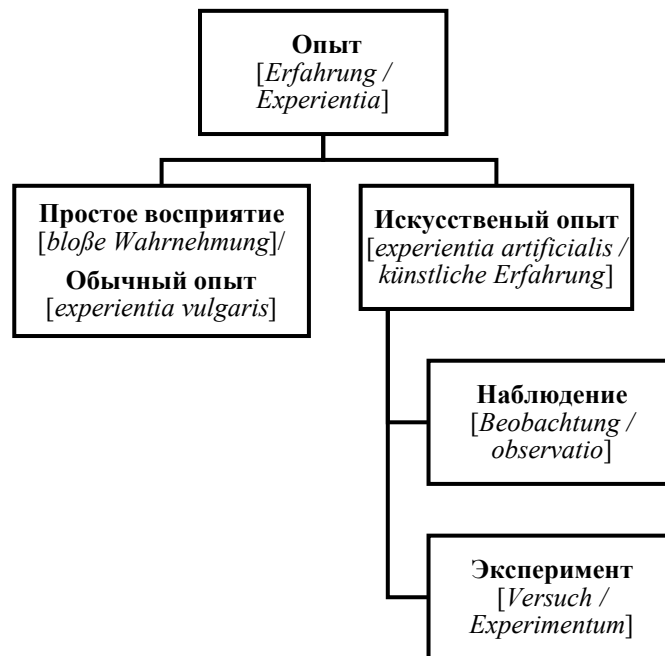 Опыт
[Erfahrung /
Experientia]
Простое восприятие
[bloße Wahrnehmung]/
Обычный опыт
[experientia vulgaris]
Искусственый опыт
[experientia artificialis /
künstliche Erfahrung]
Наблюдение
[Beobachtung /
observatio]
Эксперимент
[Versuch /
Experimentum]